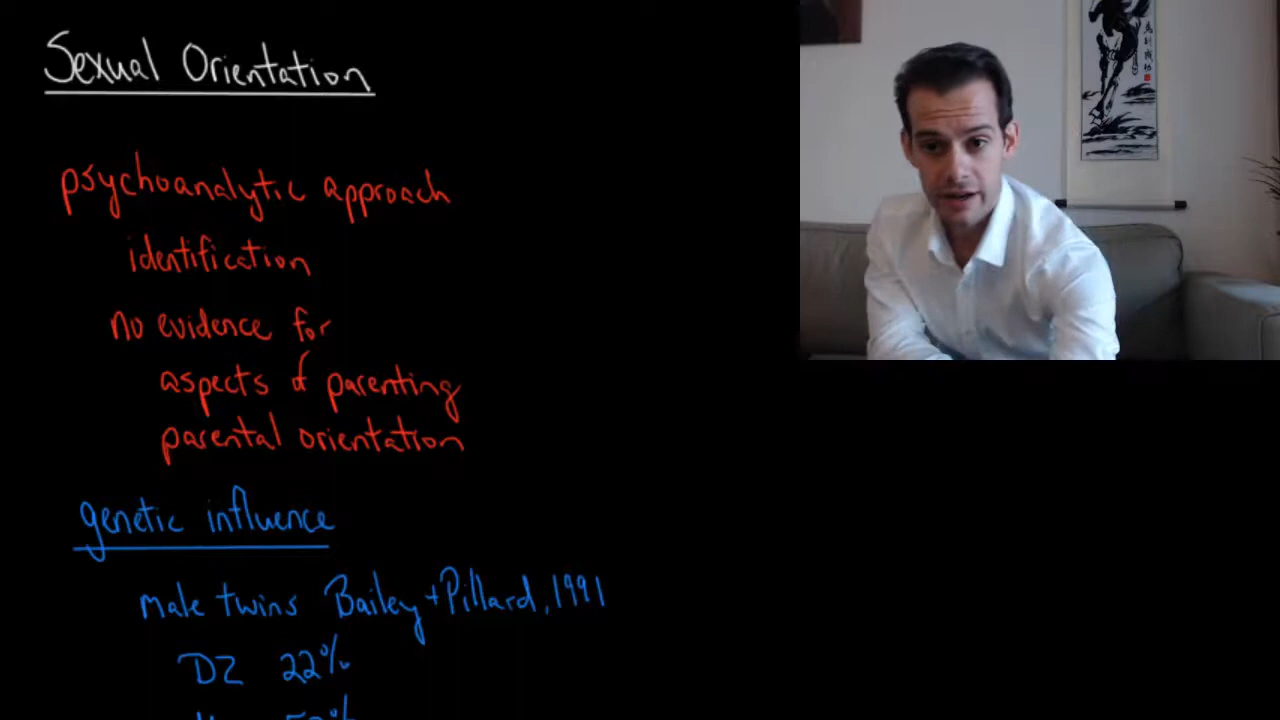 Sexual Orientation
psychoanalytic approach
identification
no evidence for
aspects of parenting
parental orientation
genetic influence
male twins Bailey + Pillard, 1991
DZ 22%